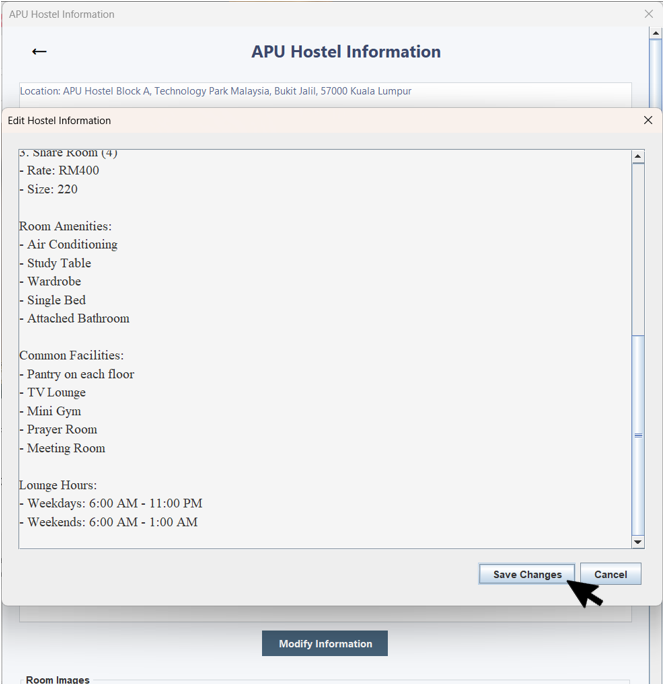 APU Hostel Information
APU Hostel Information
Location: APU Hostel Block A, Technology Park Malaysia, Bukit Jalil, 57000 Kuala Lumpur
Edit Hostel Information
3. Share Room (4)
- Rate: RM400
- Size: 220
Room Amenities:
- Air Conditioning
- Study Table
- Wardrobe
- Single Bed
- Attached Bathroom
Common Facilities:
- Pantry on each floor
- TV Lounge
- Mini Gym
- Prayer Room
- Meeting Room
Lounge Hours:
- Weekdays: 6:00 AM - 11:00 PM
- Weekends: 6:00 AM - 1:00 AM
Save Changes Cancel
Modify Information
Room Images